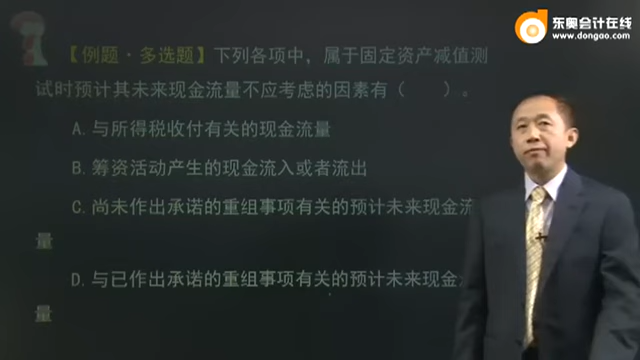 东奥会计在线
www.dongao.com
【例题·多选题】下列各项中，属于固定资产减值测
试时预计其未来现金流量不应考虑的因素有（　　）。
A.与所得税收付有关的现金流量
B.筹资活动产生的现金流入或者流出
C.尚未作出承诺的重组事项有关的预计未来现金流
量
D.与已作出承诺的重组事项有关的预计未来现金
量